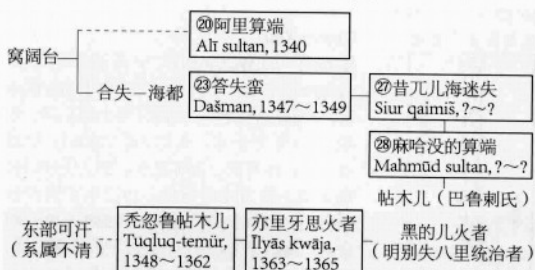 ⑳阿里算端
Alī sultan, 1340
窝阔台
合失—海都
㉓答失蛮
Dašman, 1347～1349
㉗昔兀儿海迷失
Siur qaimiš, ?～?
㉘麻哈没的算端
Mahmūd sultan, ?～?
帖木儿（巴鲁剌氏）
东部可汗
（系属不清）
秃忽鲁帖木儿
Tuqluq-temür,
1348～1362
亦里牙思火者
Ilyās kwāja,
1363～1365
黑的儿火者
（明别失八里统治者）